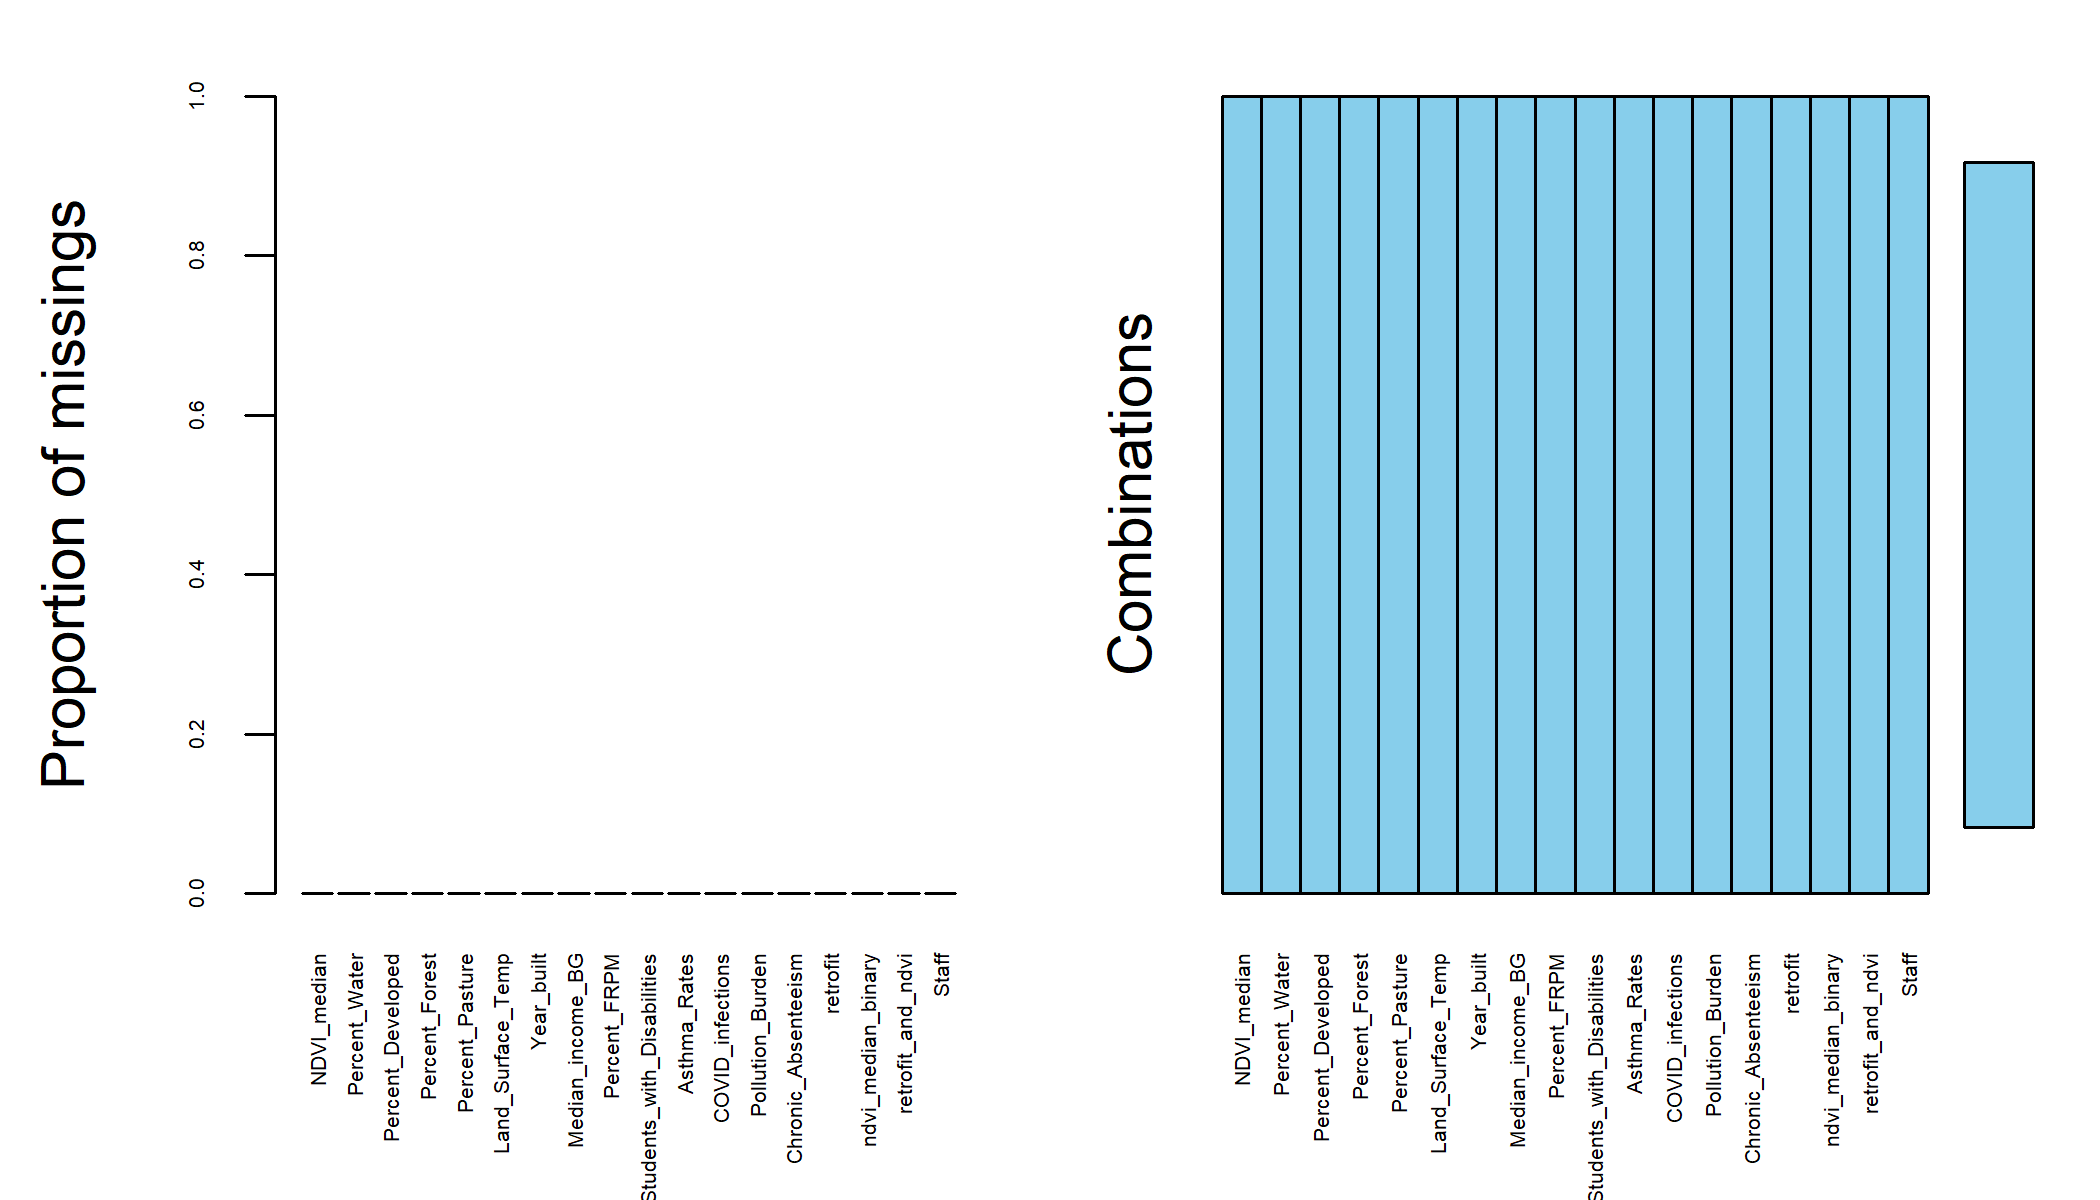 Proportion of missings
1.0
0.8
0.6
0.4
0.2
0.0
NDVI_median
Percent_Water
Percent_Developed
Percent_Forest
Percent_Pasture
Land_Surface_Temp
Year_built
Median_income_BG
Percent_FRPM
Students_with_Disabilities
Asthma_Rates
COVID_infections
Pollution_Burden
Chronic_Absenteeism
retrofit
ndvi_median_binary
retrofit_and_ndvi
Staff
Combinations
NDVI_median
Percent_Water
Percent_Developed
Percent_Forest
Percent_Pasture
Land_Surface_Temp
Year_built
Median_income_BG
Percent_FRPM
Students_with_Disabilities
Asthma_Rates
COVID_infections
Pollution_Burden
Chronic_Absenteeism
retrofit
ndvi_median_binary
retrofit_and_ndvi
Staff